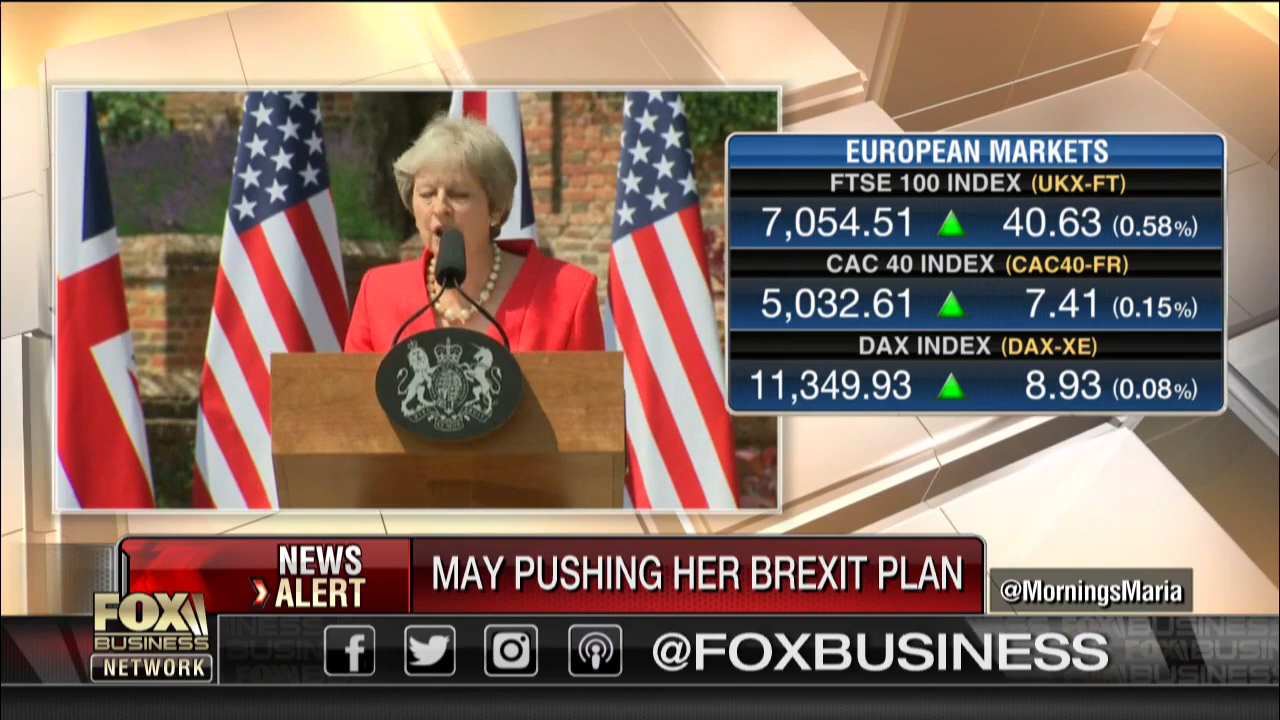 EUROPEAN MARKETS
FTSE 100 INDEX (UKX-FT)
7,054.51 ▲ 40.63 (0.58%)
CAC 40 INDEX (CAC40-FR)
5,032.61 ▲ 7.41 (0.15%)
DAX INDEX (DAX-XE)
11,349.93 ▲ 8.93 (0.08%)
NEWS
ALERT
MAY PUSHING HER BREXIT PLAN
@MorningsMaria
FOX
BUSINESS
NETWORK
@FOXBUSINESS